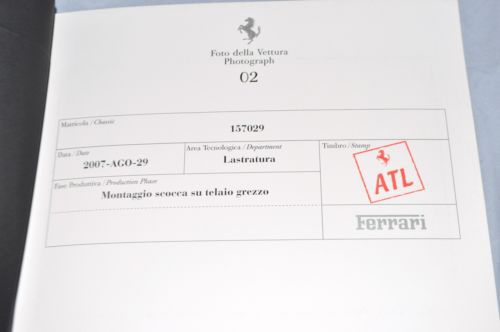 Foto della Vettura
Photograph
02
Matricola / Chassis
157029
Data / Date
2007-AGO-29
Area Tecnologica / Department
Lastratura
Timbro / Stamp
ATL
Fase Produttiva / Production Phase
Montaggio scocca su telaio grezzo
Ferrari